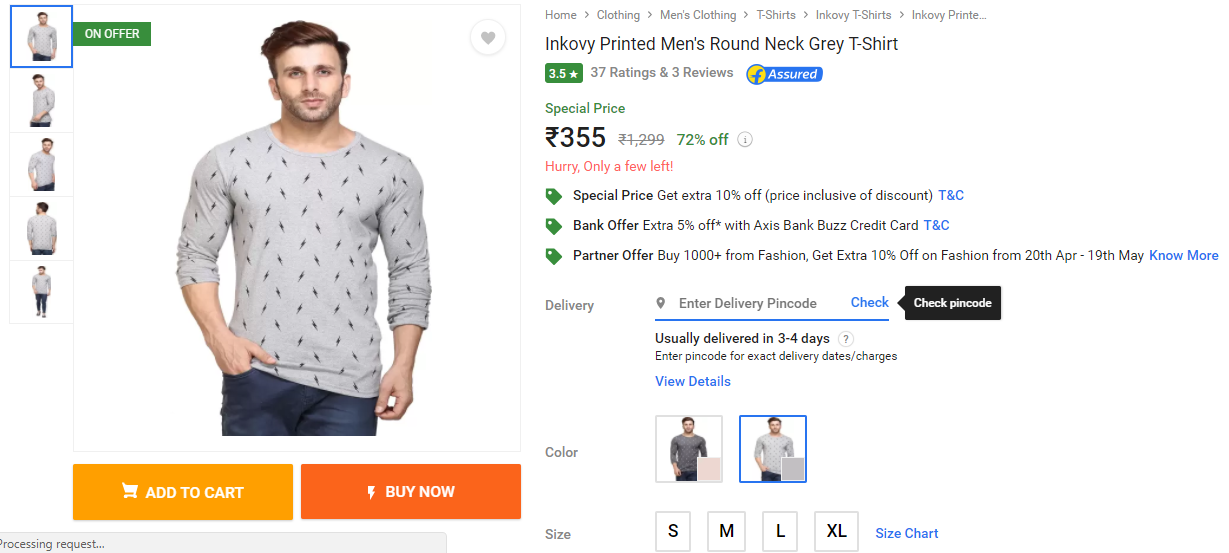 ON OFFER
ADD TO CART
BUY NOW
Processing request...
Home > Clothing > Men's Clothing > T-Shirts > Inkovy T-Shirts > Inkovy Printe...
Inkovy Printed Men's Round Neck Grey T-Shirt
3.5 ★ 37 Ratings & 3 Reviews f Assured
Special Price
₹355 ₹1,299 72% off i
Hurry, Only a few left!
Special Price Get extra 10% off (price inclusive of discount) T&C
Bank Offer Extra 5% off* with Axis Bank Buzz Credit Card T&C
Partner Offer Buy 1000+ from Fashion, Get Extra 10% Off on Fashion from 20th Apr - 19th May Know More
Delivery Enter Delivery Pincode Check Check pincode
Usually delivered in 3-4 days ?
Enter pincode for exact delivery dates/charges
View Details
Color
Size S M L XL Size Chart